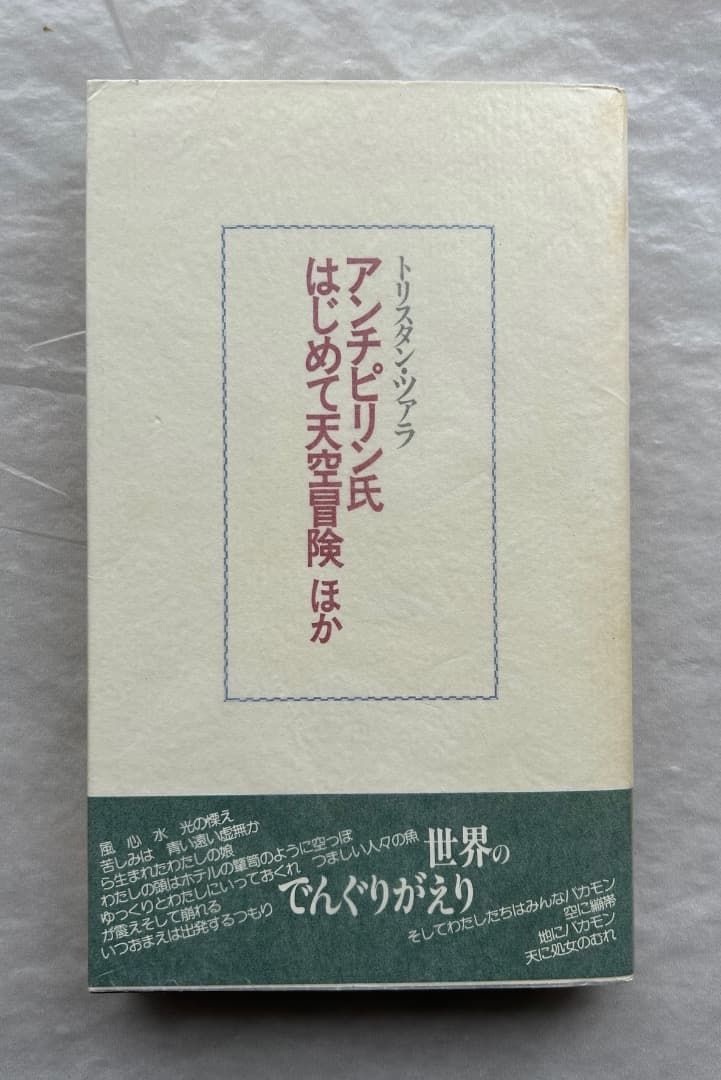 トリスタン・ツァラ
アンチピリン氏
はじめて天空冒険 ほか
風 心 水 光の慄え
苦しみは 青い遠い虚無か
ら生まれたわたしの娘
わたしの頭はホテルの箪笥のように空っぽ
ゆっくりとわたしにいっておくれ つましい人々の魚
が震えそして崩れる
いつおまえは出発するつもり
世界の
でんぐりがえり
そしてわたしたちはみんなバカモン
空に繃帯
地にバカモン
天に処女のむれ